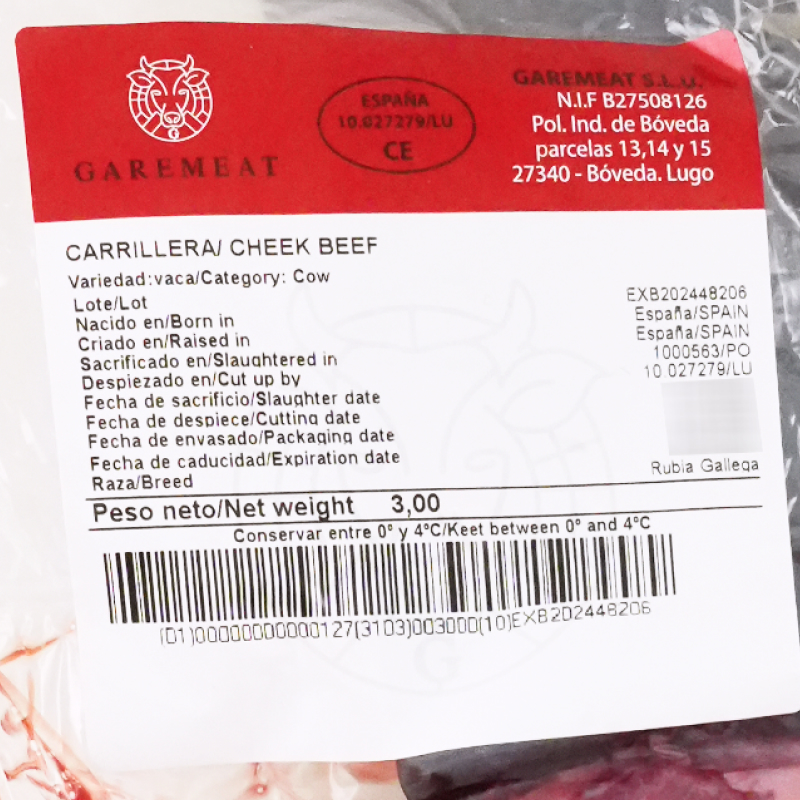 GAREMEAT
ESPAÑA
10.027279/LU
CE
GAREMEAT S.L.U.
N.I.F B27508126
Pol. Ind. de Bóveda
parcelas 13,14 y 15
27340 - Bóveda. Lugo
CARRILLERA/ CHEEK BEEF
Variedad:vaca/Category: Cow
Lote/Lot EXB202448206
Nacido en/Born in España/SPAIN
Criado en/Raised in España/SPAIN
Sacrificado en/Slaughtered in 1000563/PO
Despiezado en/Cut up by 10 027279/LU
Fecha de sacrificio/Slaughter date
Fecha de despiece/Cutting date
Fecha de envasado/Packaging date
Fecha de caducidad/Expiration date
Raza/Breed Rubia Gallega
Peso neto/Net weight 3,00
Conservar entre 0º y 4ºC/Keet between 0º and 4ºC
(01)00000000000127(3103)003000(10)EXB202448206